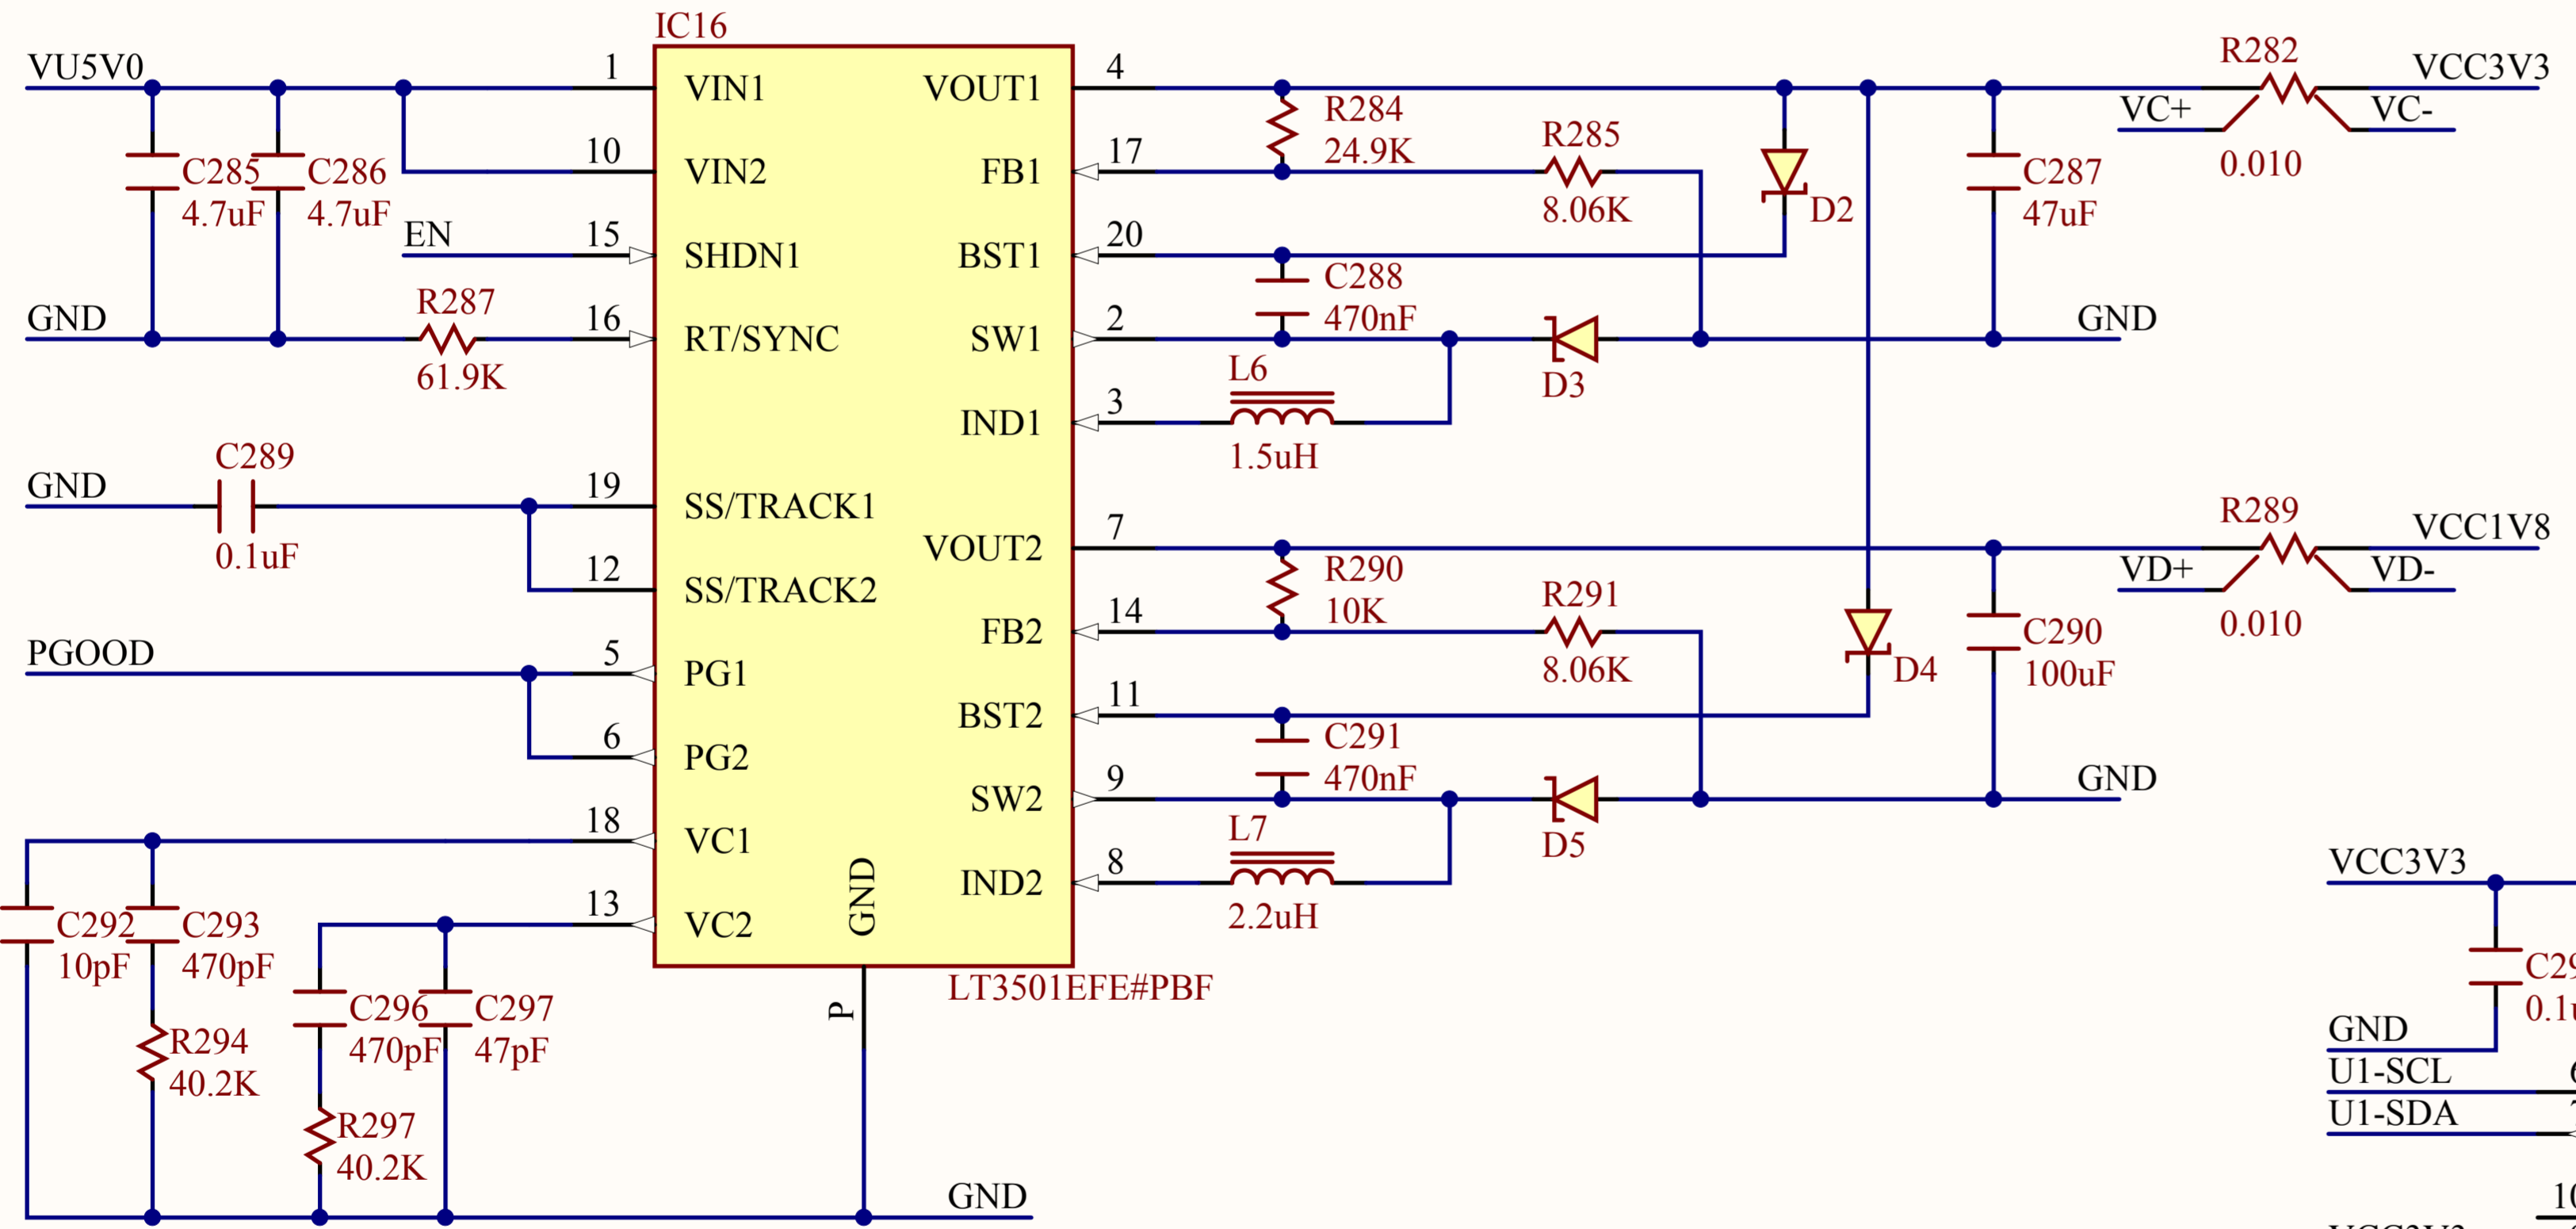 IC16
VU5V0
1
VIN1
VOUT1
4
R282
VCC3V3
VC+
VC-
0.010
C285
4.7uF
C286
4.7uF
10
VIN2
FB1
17
R284
24.9K
R285
8.06K
D2
C287
47uF
EN
15
SHDN1
BST1
20
C288
470nF
GND
R287
61.9K
16
RT/SYNC
SW1
2
D3
GND
L6
1.5uH
IND1
3
GND
C289
0.1uF
19
SS/TRACK1
12
SS/TRACK2
VOUT2
7
R289
VCC1V8
VD+
VD-
0.010
R290
10K
FB2
14
R291
8.06K
D4
C290
100uF
PGOOD
5
PG1
6
PG2
BST2
11
C291
470nF
SW2
9
D5
GND
L7
2.2uH
IND2
8
18
VC1
13
VC2
GND
P
LT3501EFE#PBF
C292
10pF
C293
470pF
C296
470pF
C297
47pF
R294
40.2K
R297
40.2K
GND
VCC3V3
GND
U1-SCL
U1-SDA
10